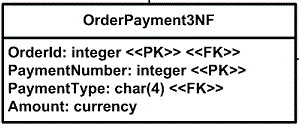 OrderPayment3NF
OrderId: integer <<PK>> <<FK>>
PaymentNumber: integer <<PK>>
PaymentType: char(4) <<FK>>
Amount: currency